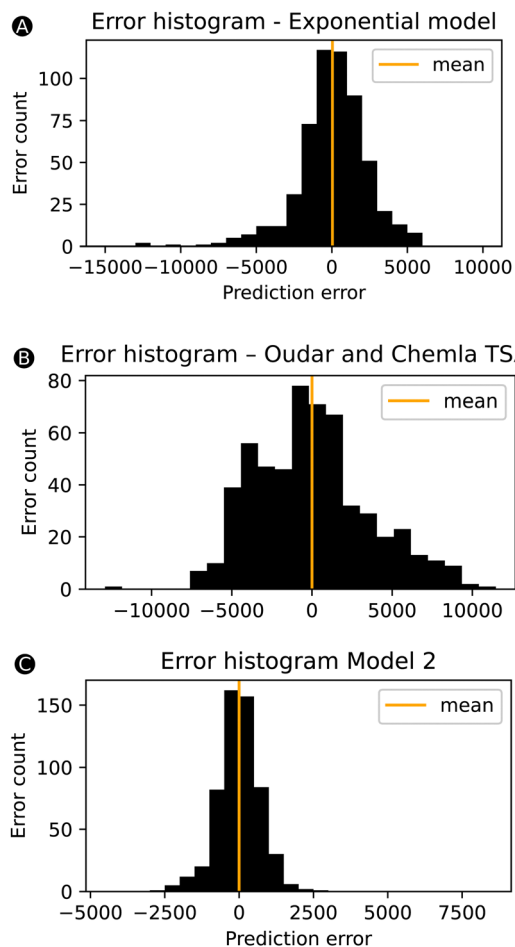 A Error histogram - Exponential model
mean
100
75
50
25
0
Error count
−15000 −10000 −5000 0 5000 10000
Prediction error
B Error histogram – Oudar and Chemla TSA
mean
80
60
40
20
0
Error count
−10000 −5000 0 5000 10000
C Error histogram Model 2
mean
150
100
50
0
Error count
−5000 −2500 0 2500 5000 7500
Prediction error